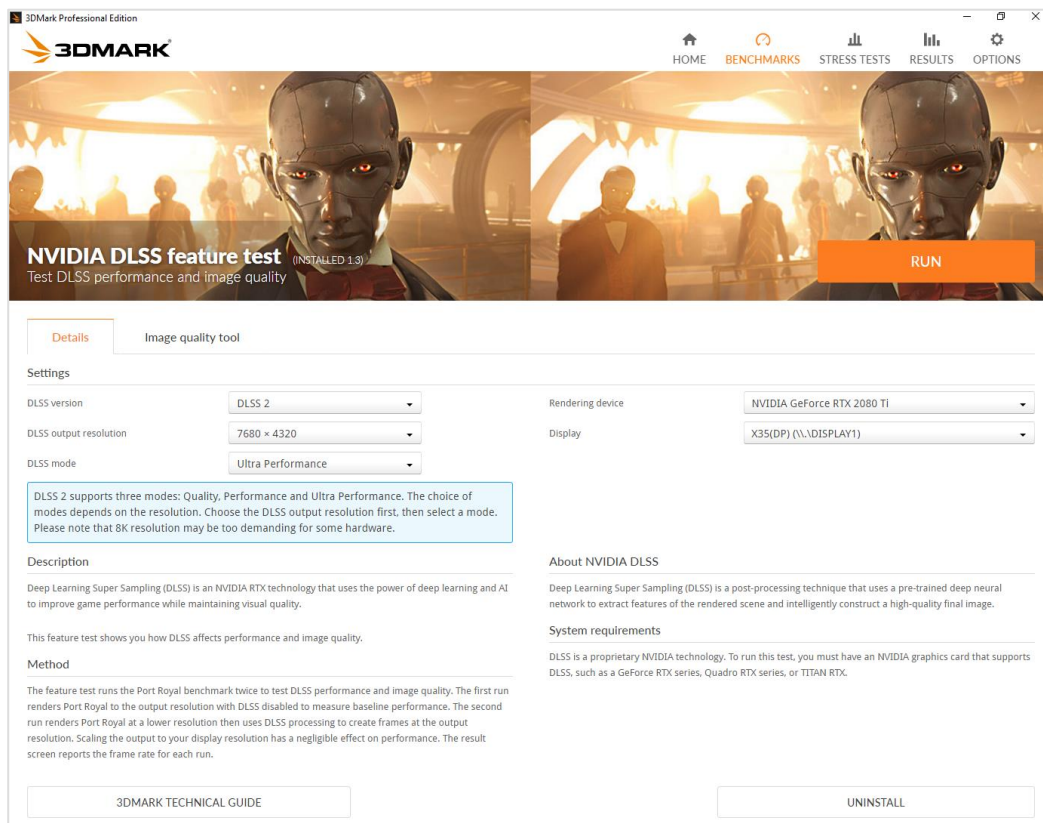 3DMark Professional Edition
3DMARK
HOME
BENCHMARKS
STRESS TESTS
RESULTS
OPTIONS
NVIDIA DLSS feature test (INSTALLED 1.3)
Test DLSS performance and image quality
RUN
Details
Image quality tool
Settings
DLSS version
DLSS 2
DLSS output resolution
7680 × 4320
DLSS mode
Ultra Performance
Rendering device
NVIDIA GeForce RTX 2080 Ti
Display
X35(DP) (\\.\DISPLAY1)
DLSS 2 supports three modes: Quality, Performance and Ultra Performance. The choice of
modes depends on the resolution. Choose the DLSS output resolution first, then select a mode.
Please note that 8K resolution may be too demanding for some hardware.
Description
Deep Learning Super Sampling (DLSS) is an NVIDIA RTX technology that uses the power of deep learning and AI
to improve game performance while maintaining visual quality.
This feature test shows you how DLSS affects performance and image quality.
Method
The feature test runs the Port Royal benchmark twice to test DLSS performance and image quality. The first run
renders Port Royal to the output resolution with DLSS disabled to measure baseline performance. The second
run renders Port Royal at a lower resolution then uses DLSS processing to create frames at the output
resolution. Scaling the output to your display resolution has a negligible effect on performance. The result
screen reports the frame rate for each run.
About NVIDIA DLSS
Deep Learning Super Sampling (DLSS) is a post-processing technique that uses a pre-trained deep neural
network to extract features of the rendered scene and intelligently construct a high-quality final image.
System requirements
DLSS is a proprietary NVIDIA technology. To run this test, you must have an NVIDIA graphics card that supports
DLSS, such as a GeForce RTX series, Quadro RTX series, or TITAN RTX.
3DMARK TECHNICAL GUIDE
UNINSTALL